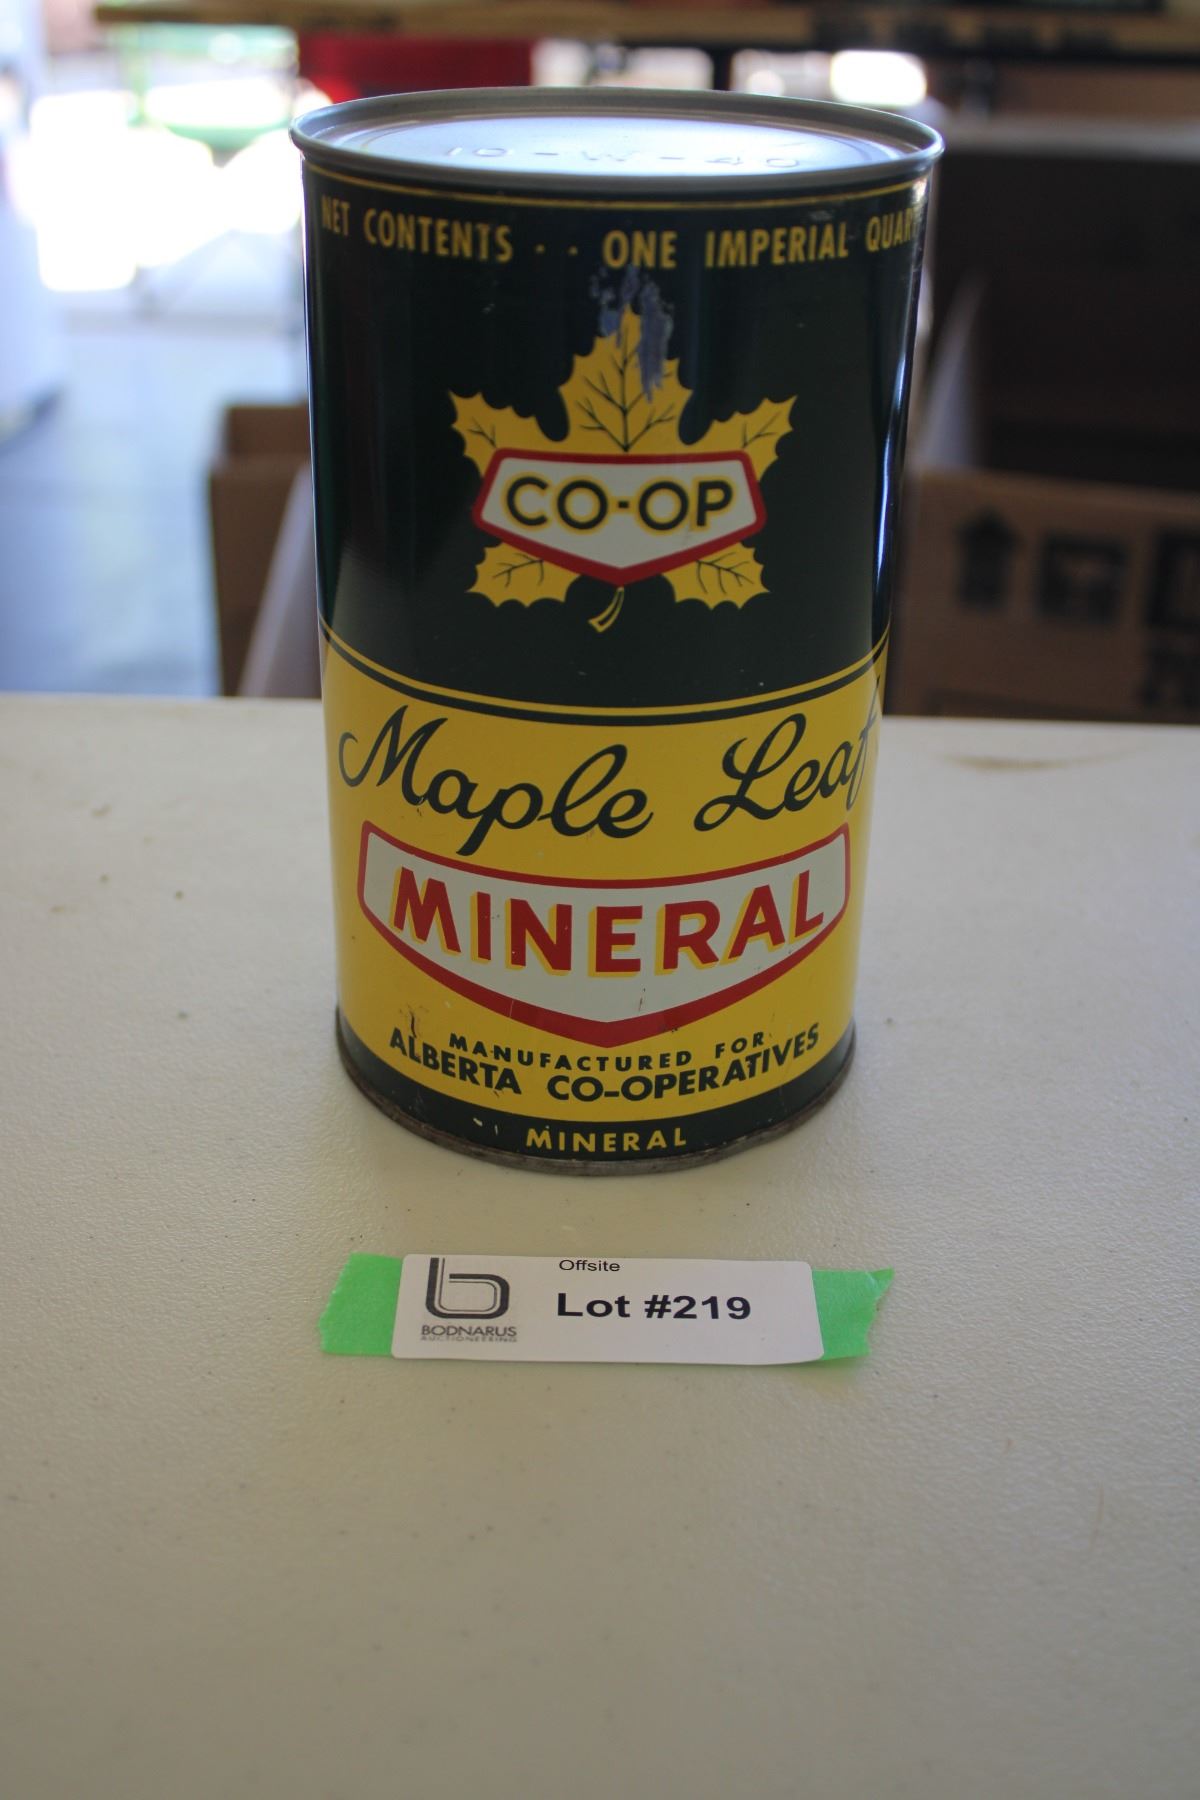 10-W-40
NET CONTENTS - - ONE IMPERIAL QUART
CO-OP
Maple Leaf
MINERAL
MANUFACTURED FOR
ALBERTA CO-OPERATIVES
MINERAL
Offsite
Lot #219
BODNARUS
AUCTIONEERING